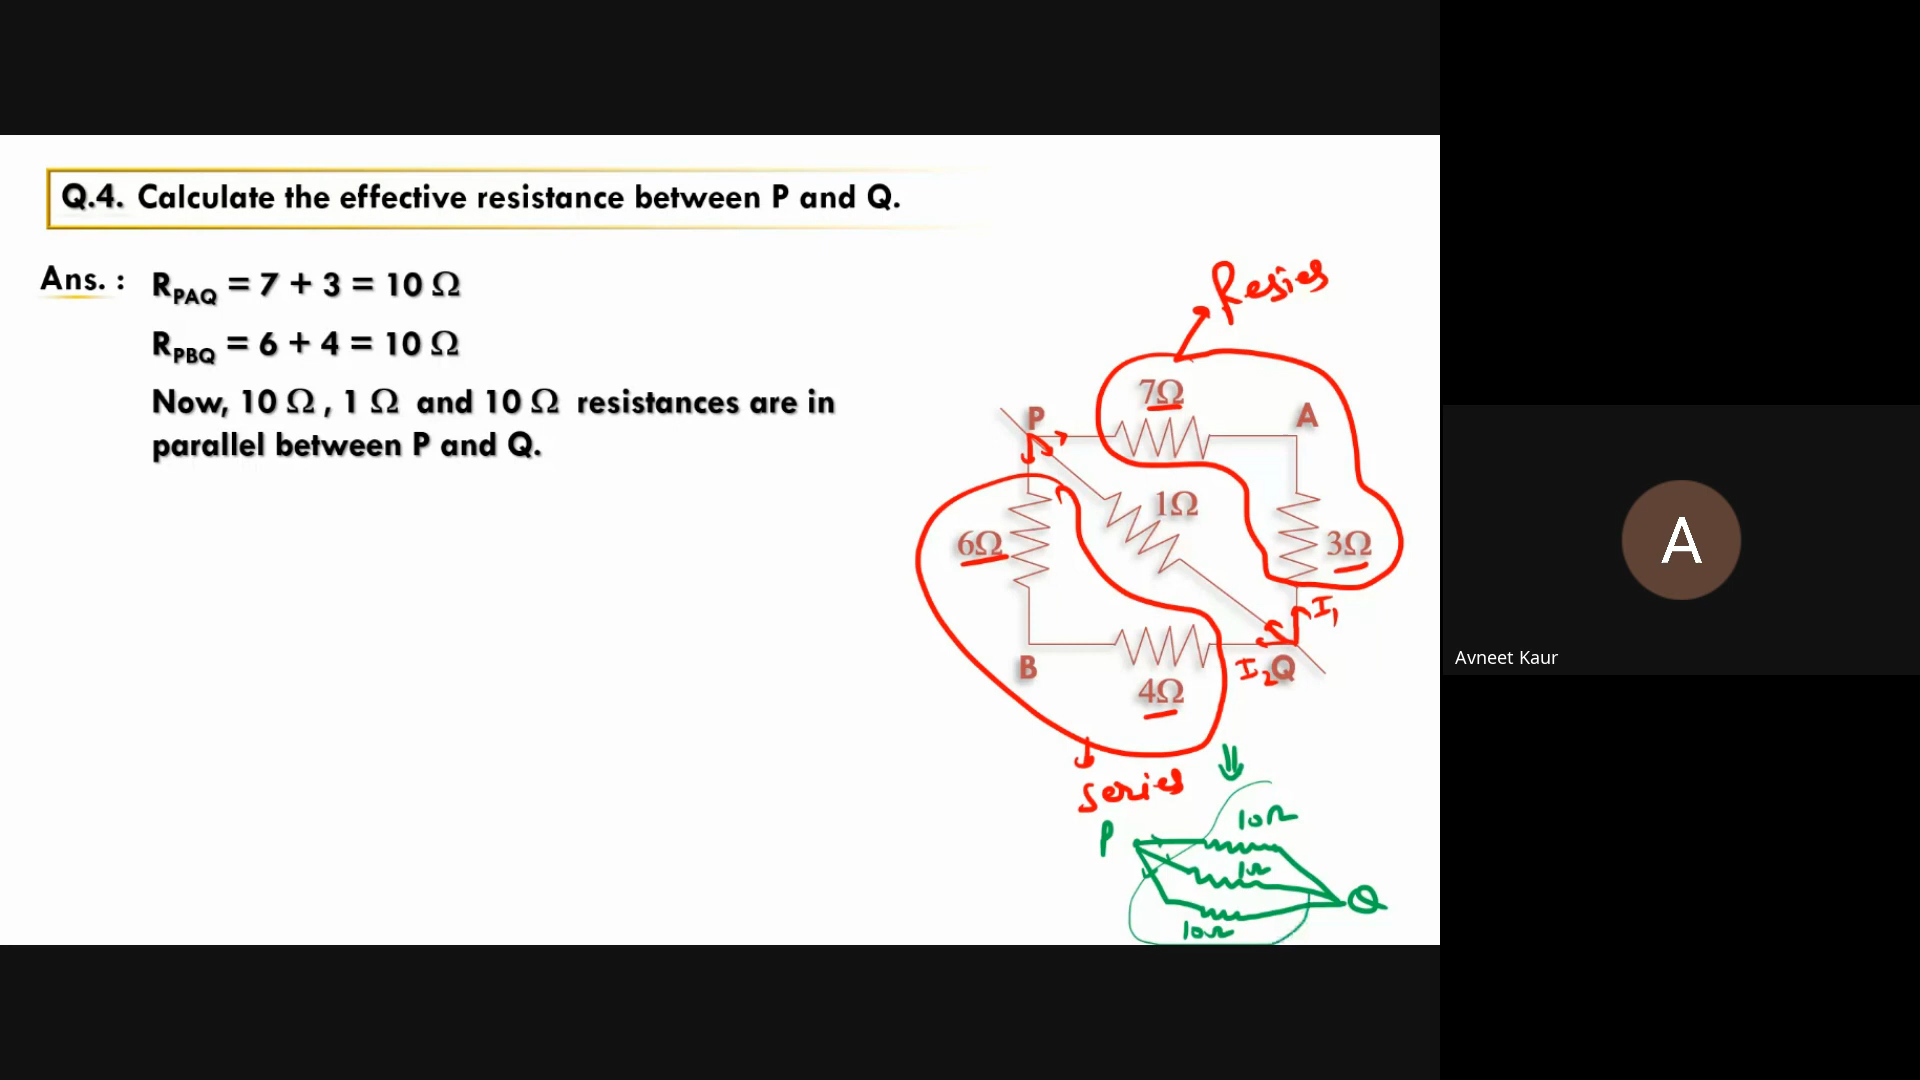 Q.4. Calculate the effective resistance between P and Q.
Ans. : R_PAQ = 7 + 3 = 10 Ω
R_PBQ = 6 + 4 = 10 Ω
Now, 10 Ω , 1 Ω and 10 Ω resistances are in
parallel between P and Q.
7Ω
A
P
1Ω
6Ω
3Ω
I₁
B
I₂
Q
4Ω
series
P
10Ω
1Ω
Q
10Ω
A
Avneet Kaur